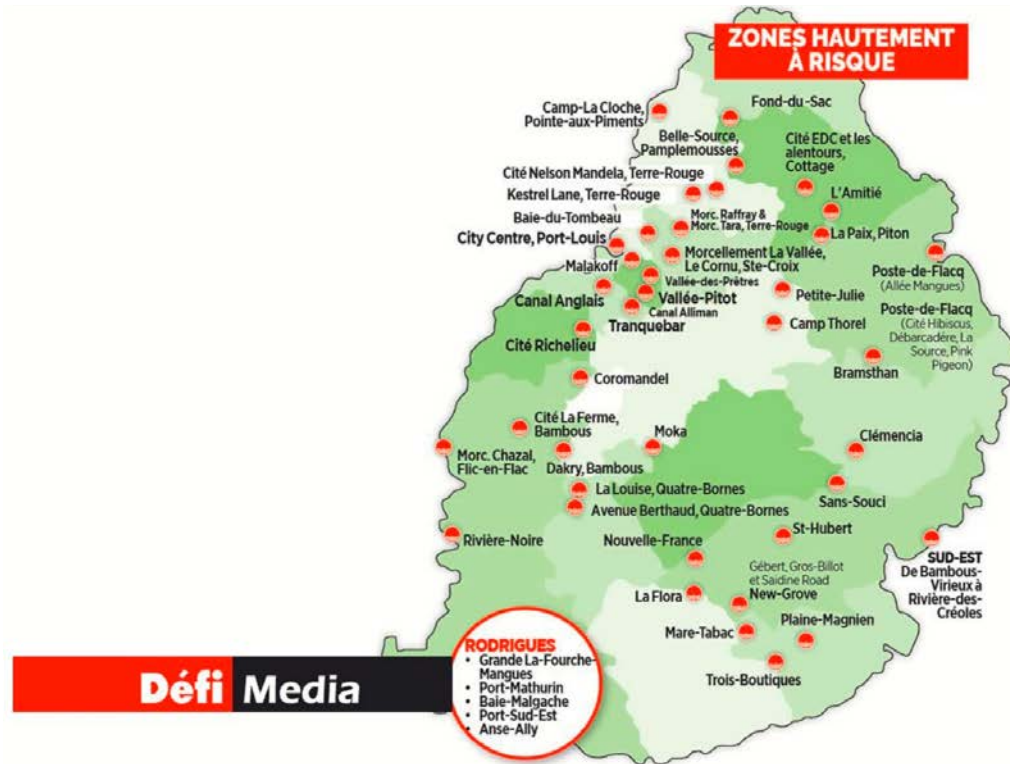 ZONES HAUTEMENT
À RISQUE
Fond-du-Sac
Camp-La Cloche,
Pointe-aux-Piments
Belle-Source,
Pamplemousses
Cité EDC et les
alentours,
Cottage
Cité Nelson Mandela, Terre-Rouge
Kestrel Lane, Terre-Rouge
L'Amitié
Baie-du-Tombeau
Morc. Raffray &
Morc. Tara, Terre-Rouge
La Paix, Piton
City Centre, Port-Louis
Morcellement La Vallée,
Le Cornu, Ste-Croix
Malakoff
Vallée-des-Prêtres
Poste-de-Flacq
(Allée Mangues)
Canal Anglais
Vallée-Pitot
Petite-Julie
Canal Alliman
Poste-de-Flacq
(Cité Hibiscus,
Débarcadére, La
Source, Pink
Pigeon)
Tranquebar
Camp Thorel
Cité Richelieu
Bramsthan
Coromandel
Cité La Ferme,
Bambous
Moka
Clémencia
Morc. Chazal,
Flic-en-Flac
Dakry, Bambous
La Louise, Quatre-Bornes
Sans-Souci
Avenue Berthaud, Quatre-Bornes
St-Hubert
Rivière-Noire
Nouvelle-France
SUD-EST
De Bambous-
Virieux à
Rivière-des-
Créoles
Gébert, Gros-Billot
et Saidine Road
New-Grove
La Flora
Mare-Tabac
Plaine-Magnien
Trois-Boutiques
RODRIGUES
• Grande La-Fourche-
Mangues
• Port-Mathurin
• Baie-Malgache
• Port-Sud-Est
• Anse-Ally
Défi Media